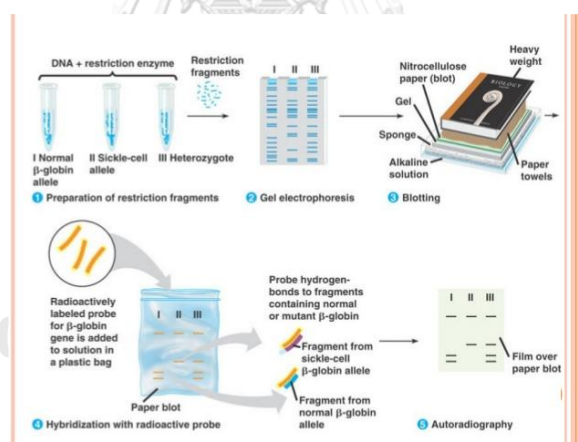 DNA + restriction enzyme
Restriction
fragments
I Normal
β-globin
allele
II Sickle-cell
allele
III Heterozygote
1 Preparation of restriction fragments
I II III
2 Gel electrophoresis
Heavy
weight
Nitrocellulose
paper (blot)
BIOLOGY
Gel
Sponge
Alkaline
solution
Paper
towels
3 Blotting
Radioactively
labeled probe
for β-globin
gene is added
to solution in
a plastic bag
I II III
Paper blot
4 Hybridization with radioactive probe
Probe hydrogen-
bonds to fragments
containing normal
or mutant β-globin
Fragment from
sickle-cell
β-globin allele
Fragment from
normal β-globin
allele
I II III
Film over
paper blot
5 Autoradiography